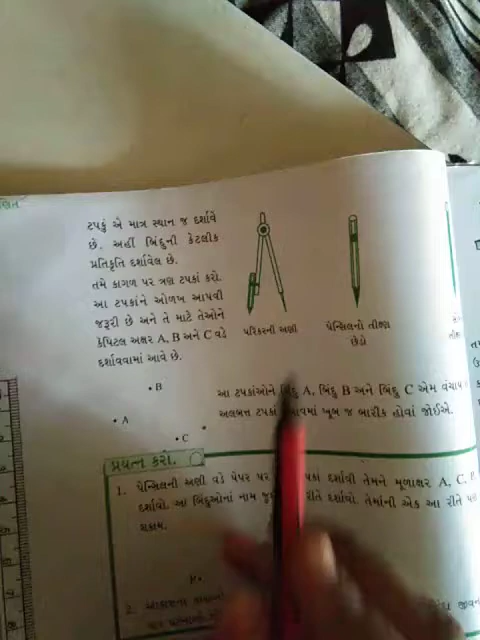 ટપકું એ માત્ર સ્થાન જ દર્શાવે
છે. અહીં બિંદુની કેટલીક
પ્રતિકૃતિ દર્શાવેલ છે.
તમે કાગળ પર ત્રણ ટપકાં કરો.
આ ટપકાંને ઓળખ આપવી
જરૂરી છે અને તે માટે તેઓને
કેપિટલ અક્ષર A, B અને C વડે
દર્શાવવામાં આવે છે.
પરિકરની અણી
પેન્સિલનો તીક્ષ્ણ
છેડો
B
A
C
આ ટપકાંઓને બિંદુ A, બિંદુ B અને બિંદુ C એમ વંચાય
અલબત્ત ટપકાં ખૂબ જ બારીક હોવાં જોઈએ.
પ્રયત્ન કરો.
1. પેન્સિલની અણી વડે પેપર પર દર્શાવી તેમને મૂળાક્ષર A, C,
દર્શાવો. આ બિંદુઓનાં નામ રીતે દર્શાવો. તેમાંની એક આ રીતે
શકાય.
2.